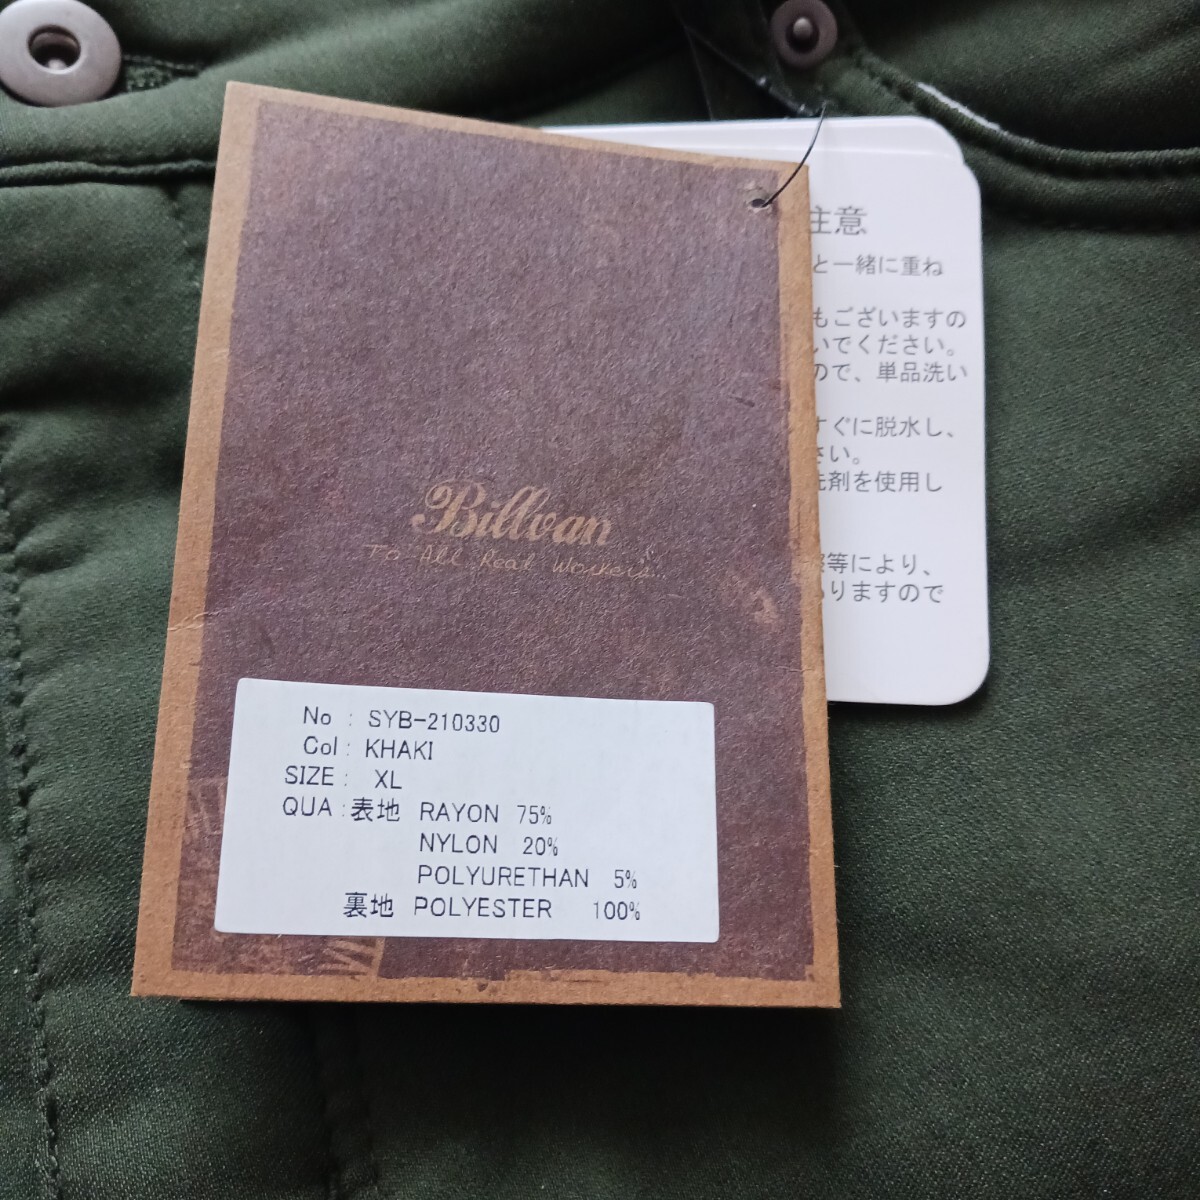 Billvan
To All Real Workers...
No : SYB-210330
Col : KHAKI
SIZE : XL
QUA : 表地 RAYON 75%
NYLON 20%
POLYURETHAN 5%
裏地 POLYESTER 100%
注意
と一緒に重ね
もございますの
いでください。
ので、単品洗い
すぐに脱水し、
さい。
洗剤を使用し
等により、
ありますので